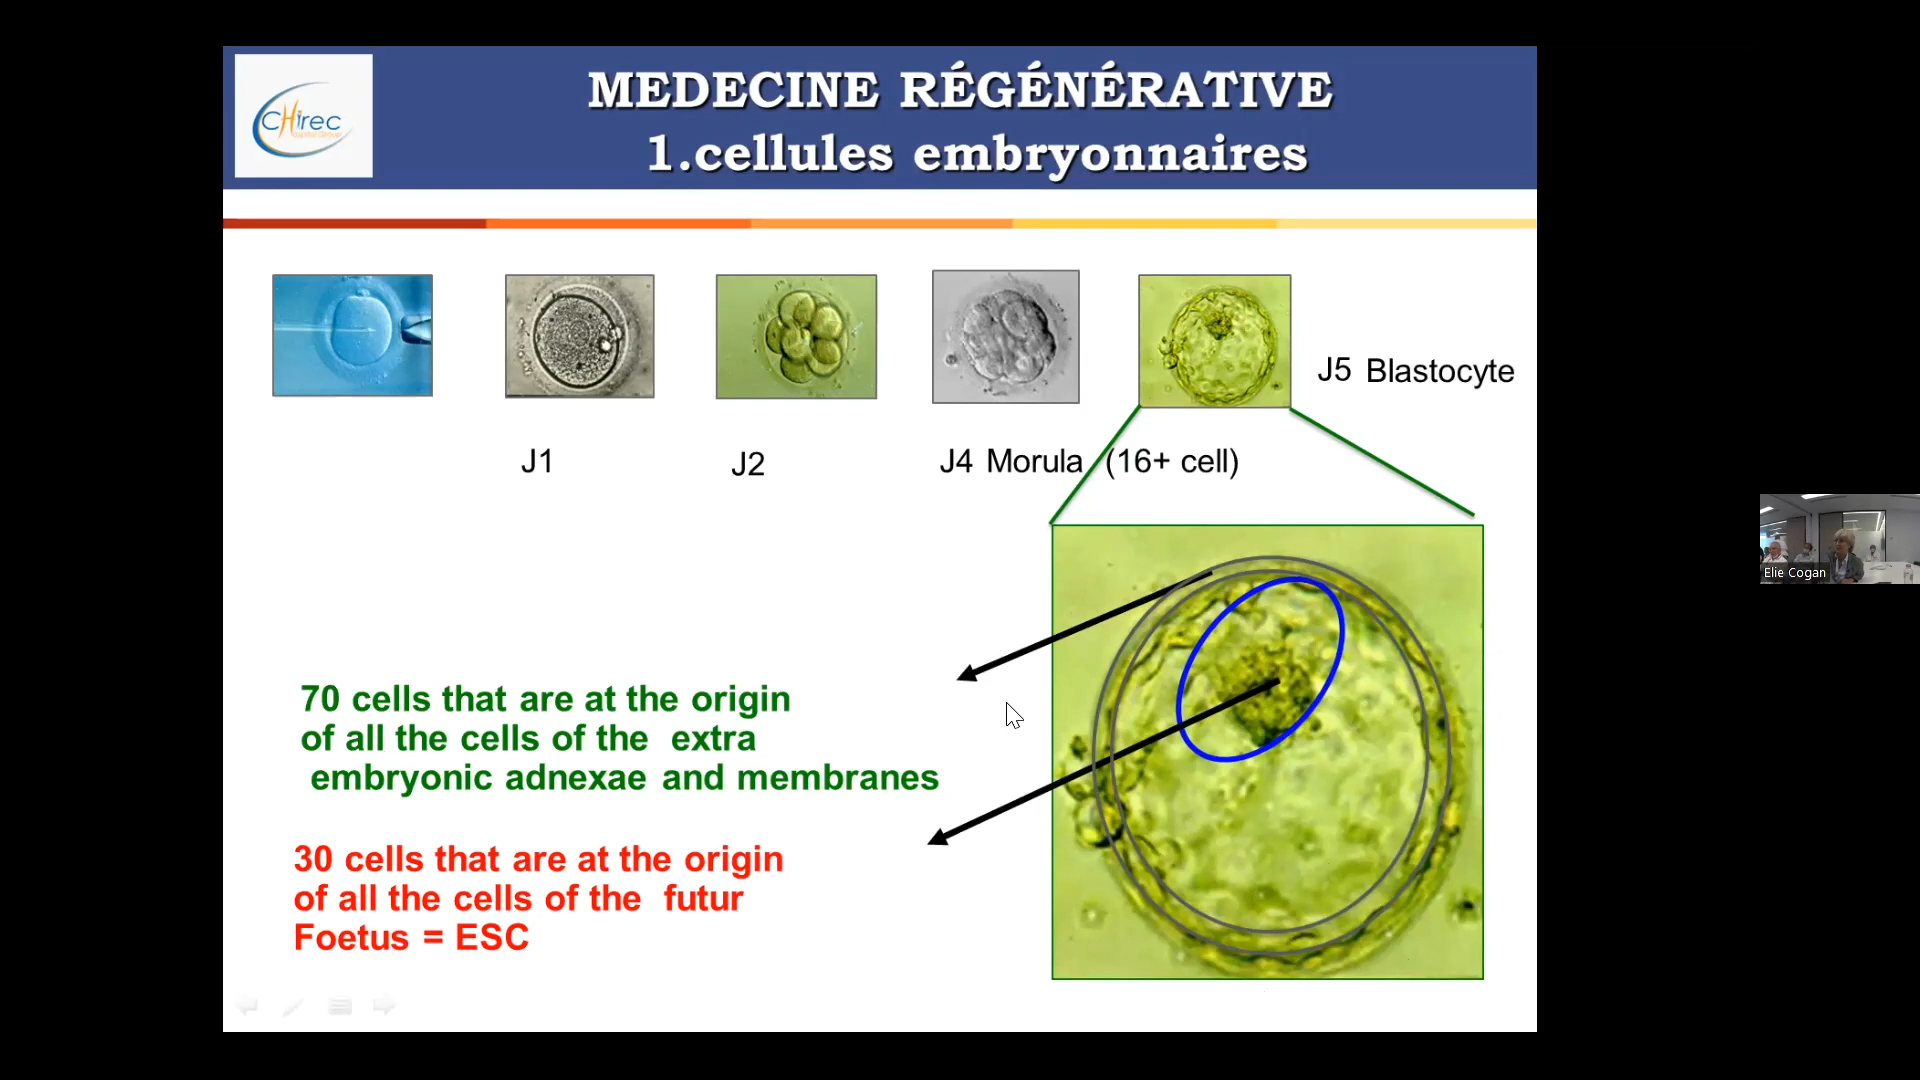 CHirec
MEDECINE RÉGÉNÉRATIVE
1.cellules embryonnaires
J5 Blastocyte
J1
J2
J4 Morula (16+ cell)
70 cells that are at the origin
of all the cells of the extra
embryonic adnexae and membranes
30 cells that are at the origin
of all the cells of the futur
Foetus = ESC
Elie Cogan